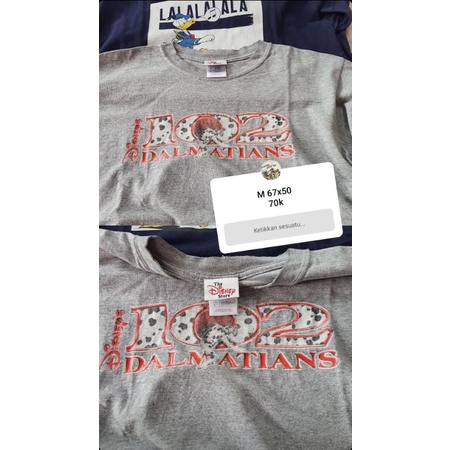 LALALALALA
Disney's
102
DALMATIANS
M 67x50
70k
Ketikkan sesuatu...
The
Disney
Store
Disney's
102
DALMATIANS